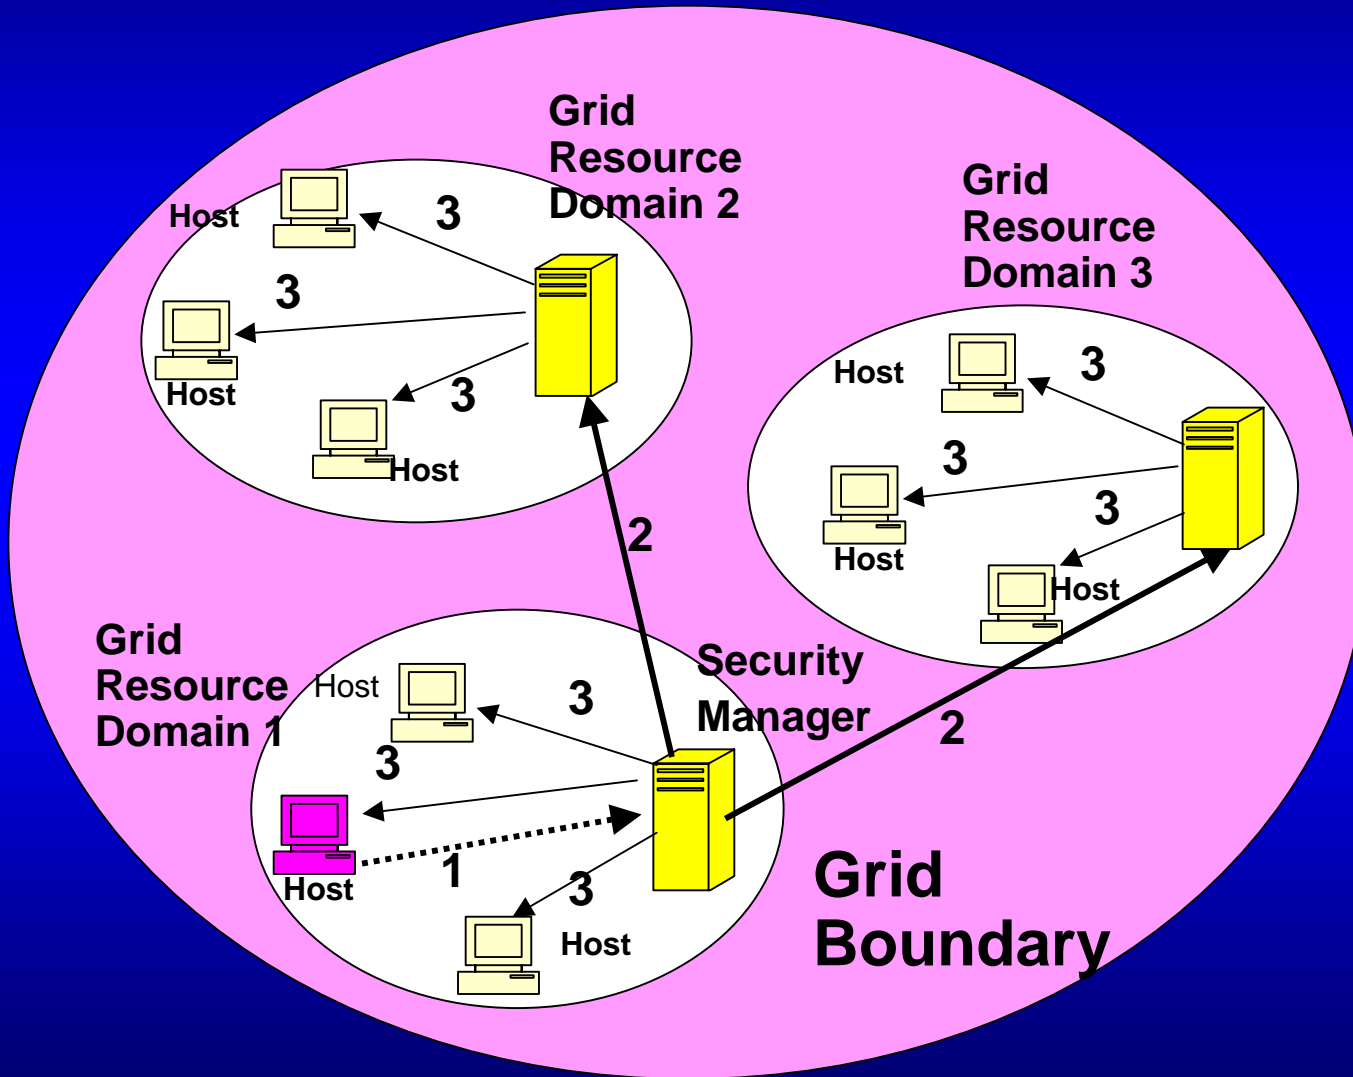 Grid
Resource
Domain 2
Host
3
3
Host
3
Host
Grid
Resource
Domain 3
Host
3
3
Host
3
Host
2
2
Grid
Resource
Domain 1
Host
3
Security
Manager
3
1
Host
3
Host
Grid
Boundary